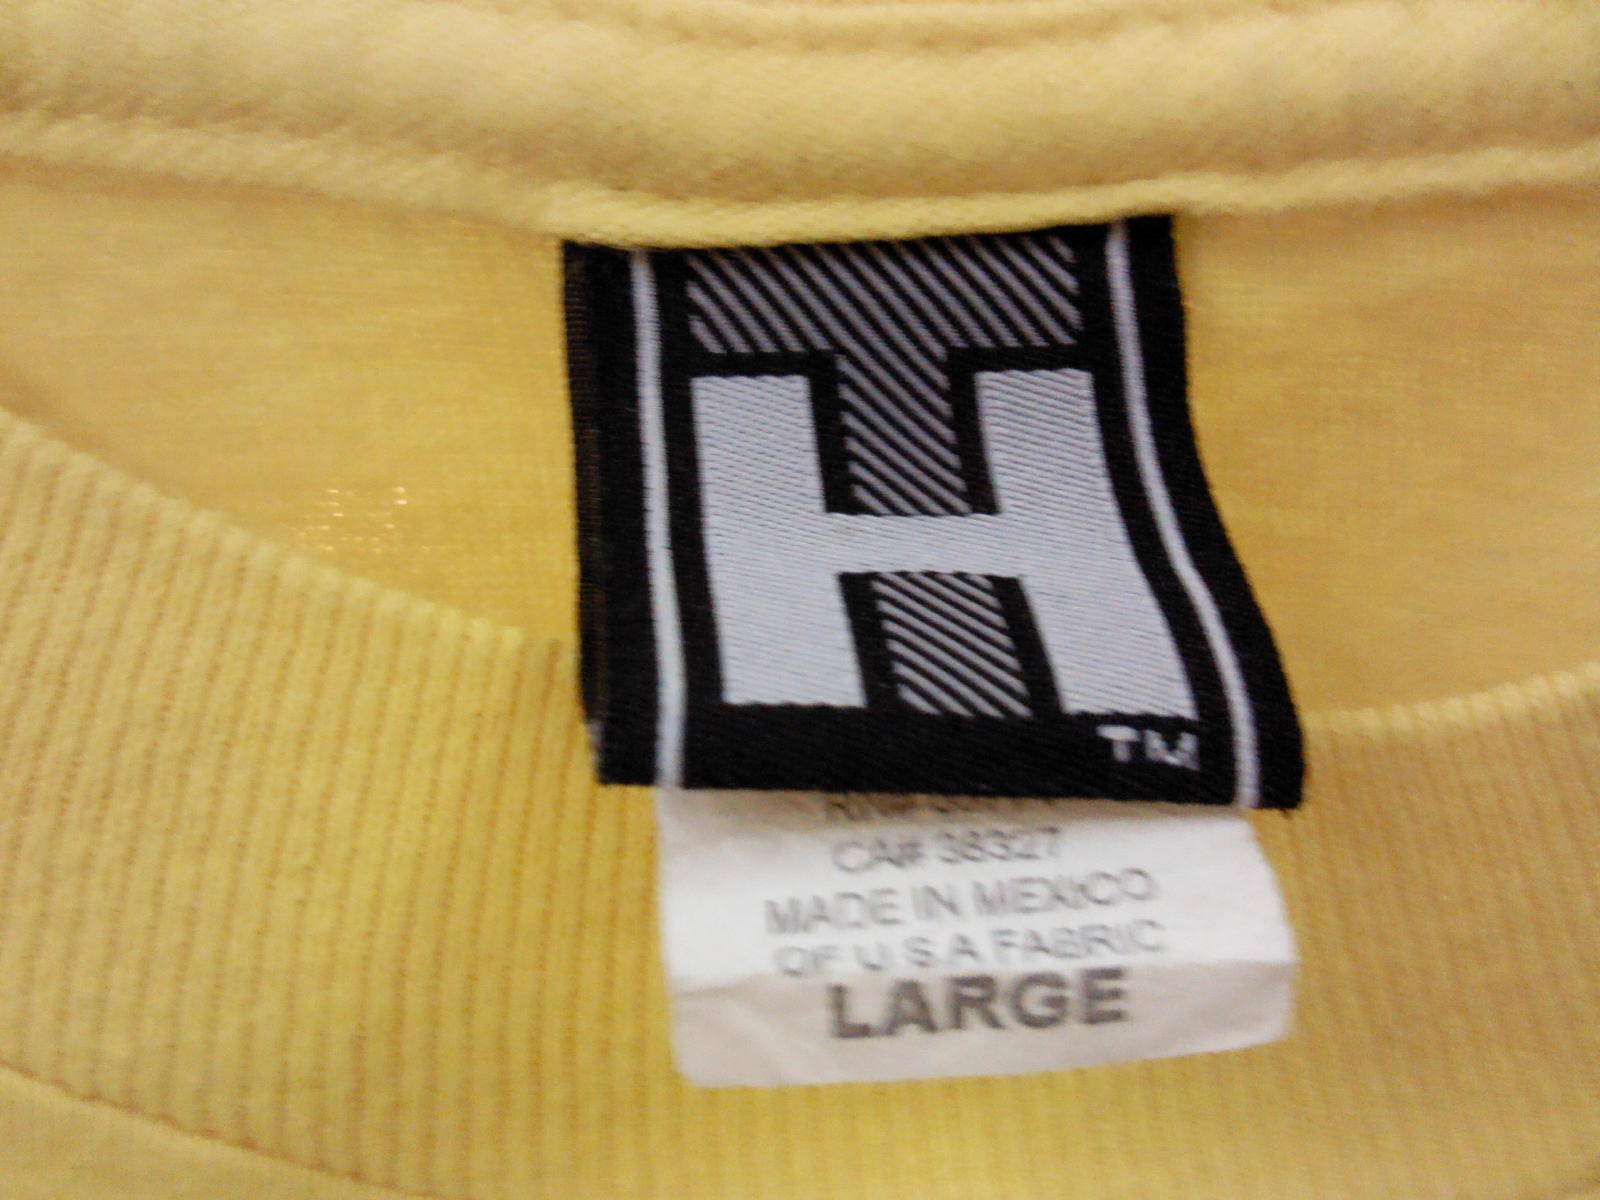 H
TM
CA# 38327
MADE IN MEXICO
OF U.S.A FABRIC
LARGE